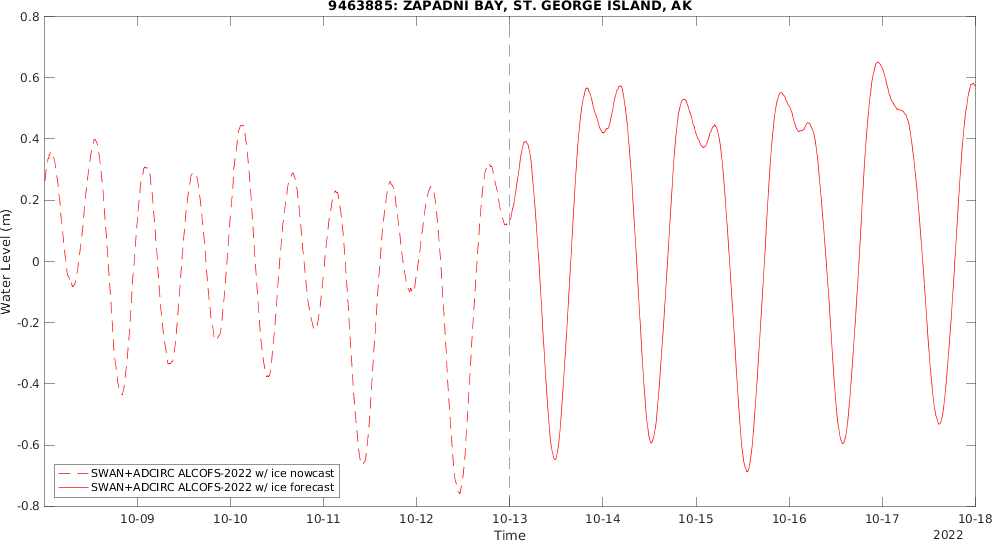 9463885: ZAPADNI BAY, ST. GEORGE ISLAND, AK
0.8
0.6
0.4
0.2
0
-0.2
-0.4
-0.6
-0.8
Water Level (m)
SWAN+ADCIRC ALCOFS-2022 w/ ice nowcast
SWAN+ADCIRC ALCOFS-2022 w/ ice forecast
10-09 10-10 10-11 10-12 10-13 10-14 10-15 10-16 10-17 10-18
Time 2022